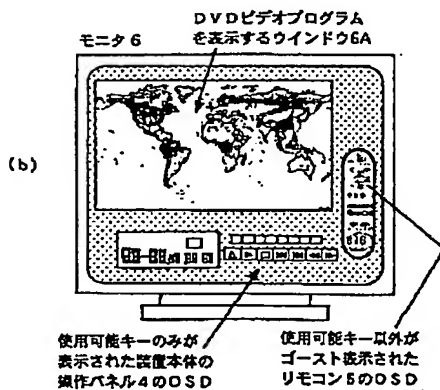 DVDビデオプログラム
を表示するウインドウ6A
モニタ6
(b)
使用可能キーのみが
表示された装置本体の
操作パネル4のOSD
使用可能キー以外が
ゴースト表示された
リモコン5のOSD